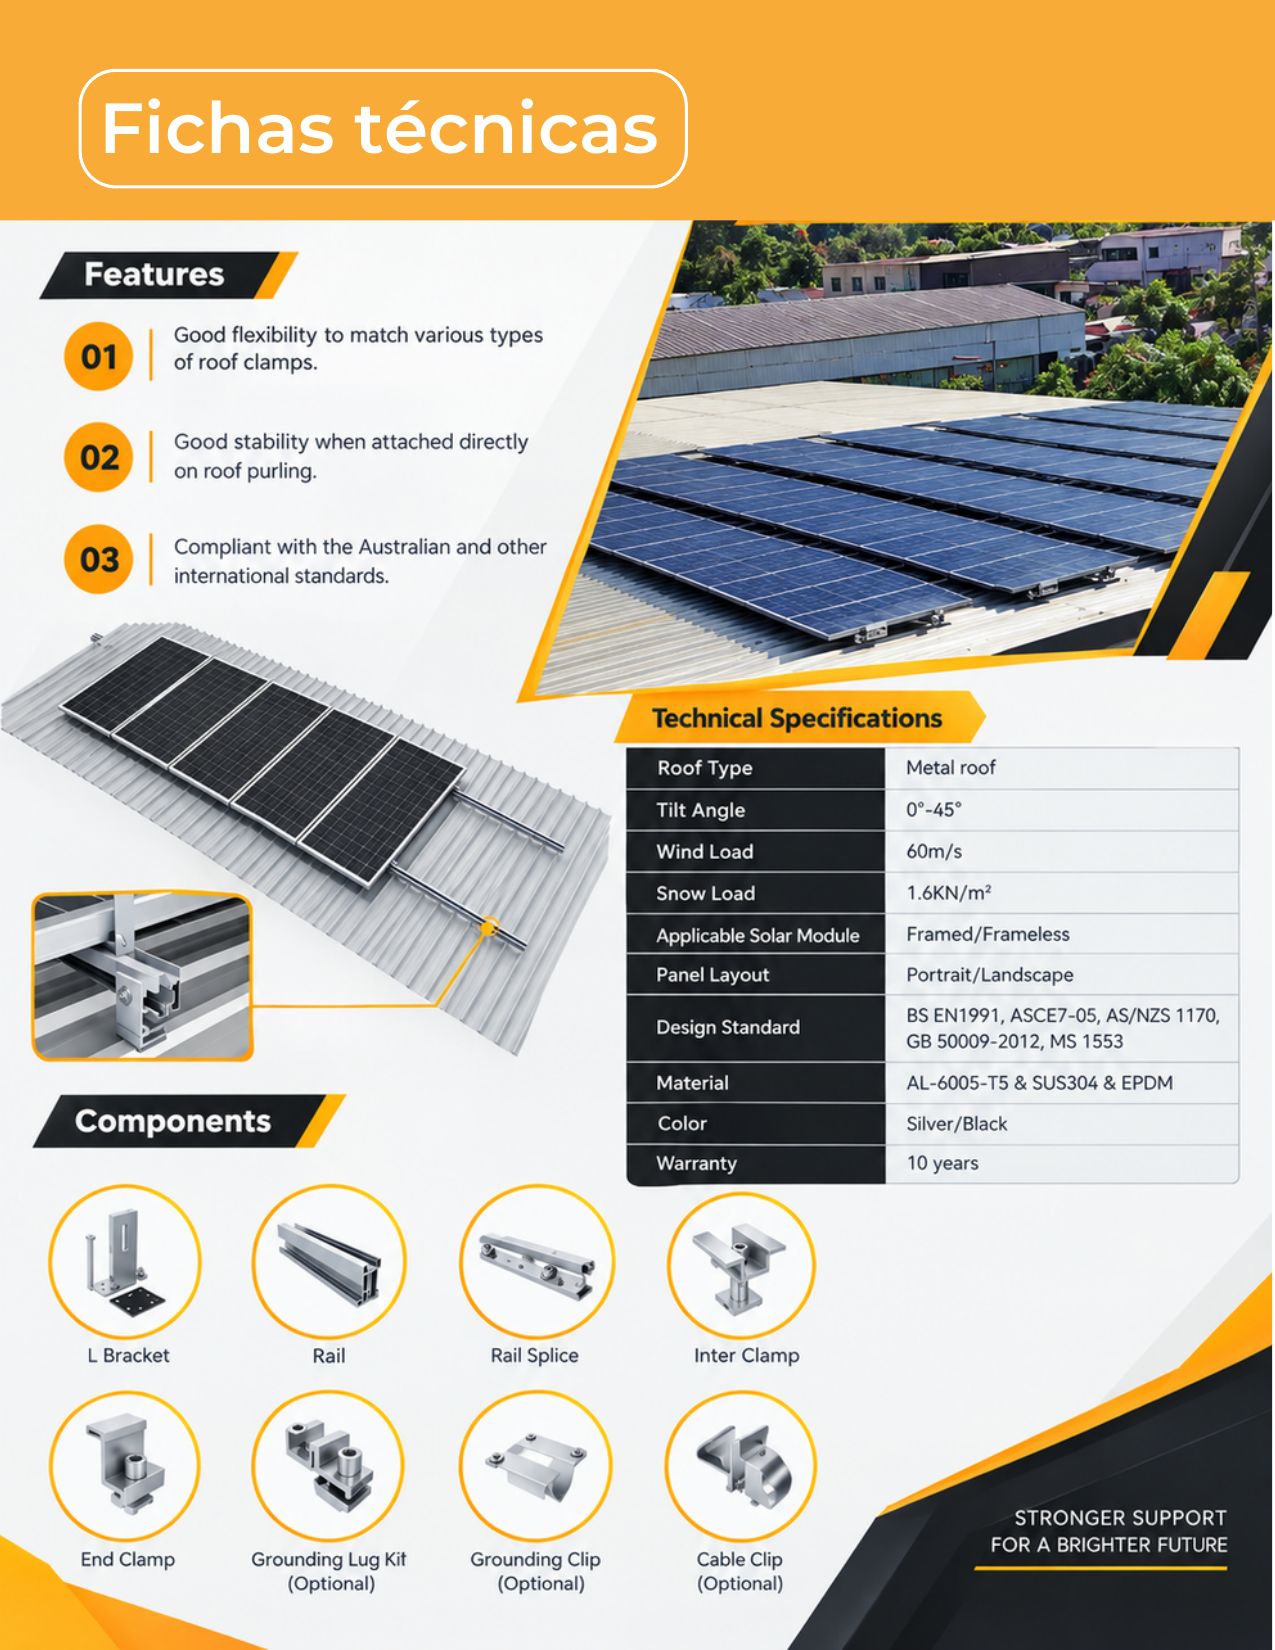 Fichas técnicas
Features
01
Good flexibility to match various types
of roof clamps.
02
Good stability when attached directly
on roof purling.
03
Compliant with the Australian and other
international standards.
Technical Specifications
Roof Type Metal roof
Tilt Angle 0°-45°
Wind Load 60m/s
Snow Load 1.6KN/m²
Applicable Solar Module Framed/Frameless
Panel Layout Portrait/Landscape
Design Standard BS EN1991, ASCE7-05, AS/NZS 1170,
GB 50009-2012, MS 1553
Material AL-6005-T5 & SUS304 & EPDM
Color Silver/Black
Warranty 10 years
Components
L Bracket
Rail
Rail Splice
Inter Clamp
End Clamp
Grounding Lug Kit
(Optional)
Grounding Clip
(Optional)
Cable Clip
(Optional)
STRONGER SUPPORT
FOR A BRIGHTER FUTURE